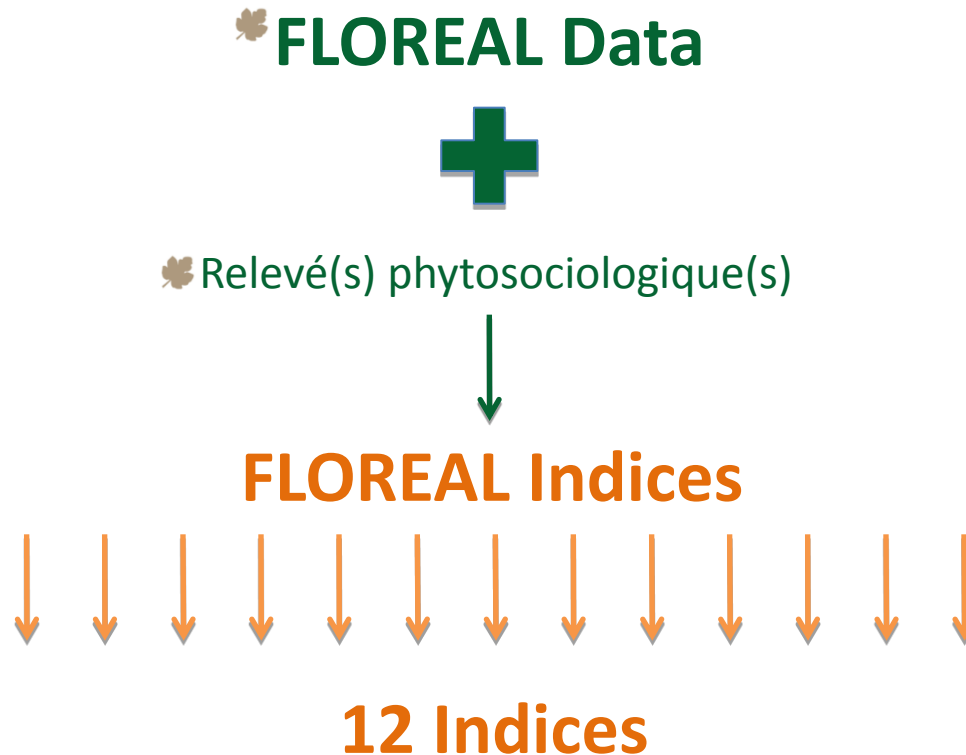 FLOREAL Data
Relevé(s) phytosociologique(s)
FLOREAL Indices
12 Indices